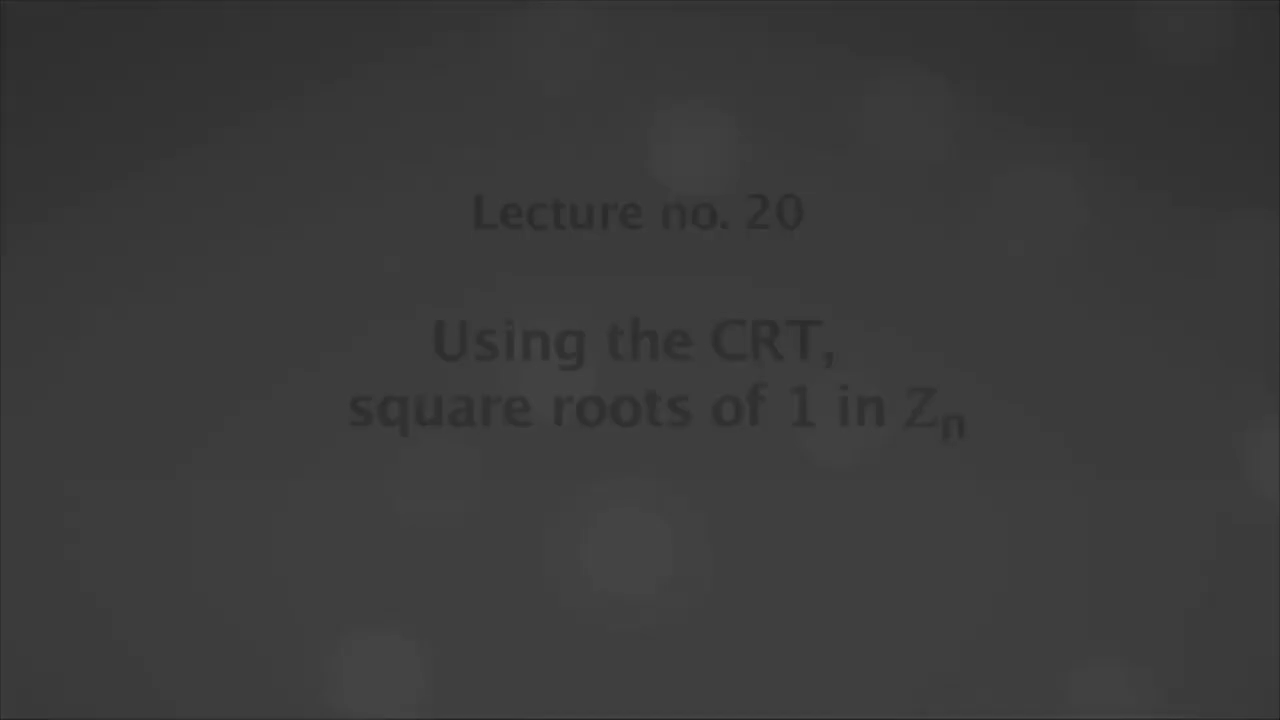 Lecture no. 20
Using the CRT,
square roots of 1 in Zₙ